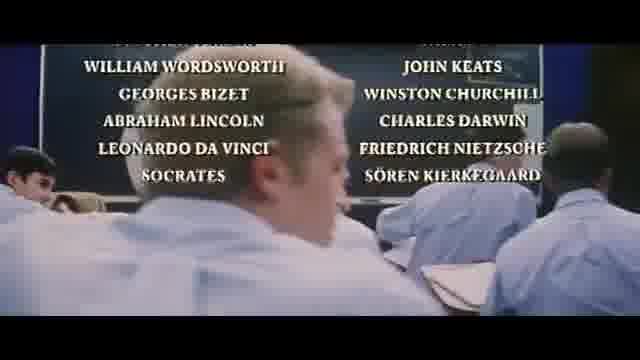 WILLIAM WORDSWORTH JOHN KEATS
GEORGES BIZET WINSTON CHURCHILL
ABRAHAM LINCOLN CHARLES DARWIN
LEONARDO DA VINCI FRIEDRICH NIETZSCHE
SOCRATES SÖREN KIERKEGAARD